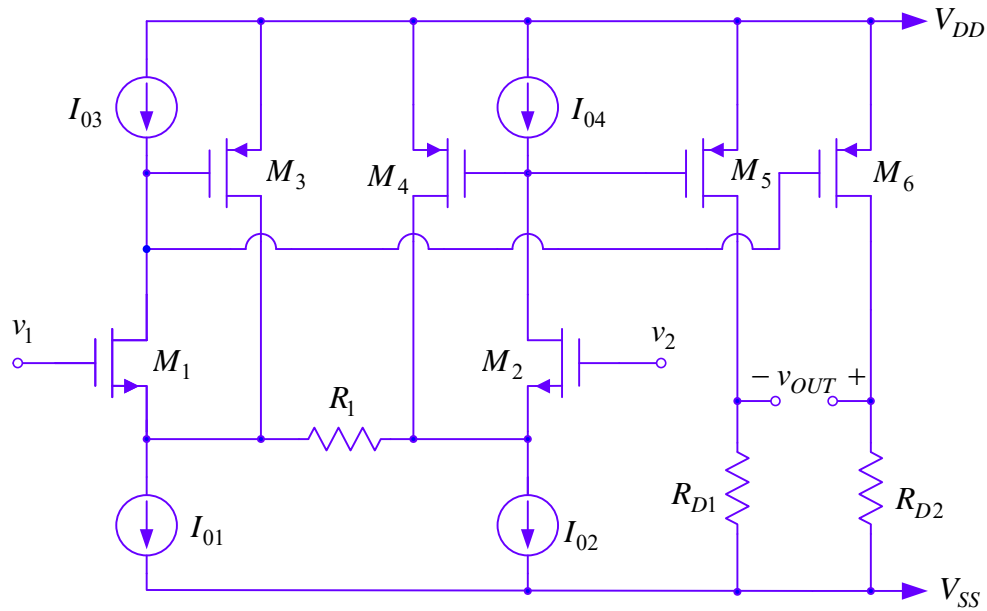 V_DD
I_03
I_04
M_3
M_4
M_5
M_6
v_1
M_1
M_2
v_2
R_1
− v_OUT +
R_D1
R_D2
I_01
I_02
V_SS